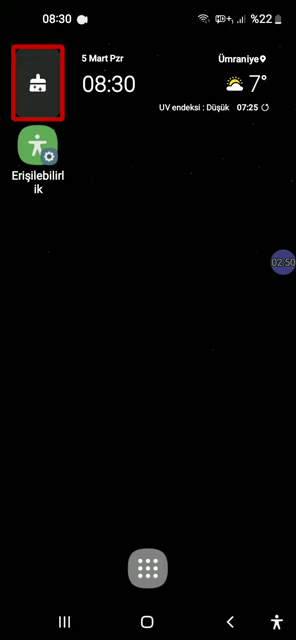 08:30
%22
5 Mart Pzr
Ümraniye
08:30
7°
UV endeksi : Düşük 07:25
Erişilebilirl
ik
02:50